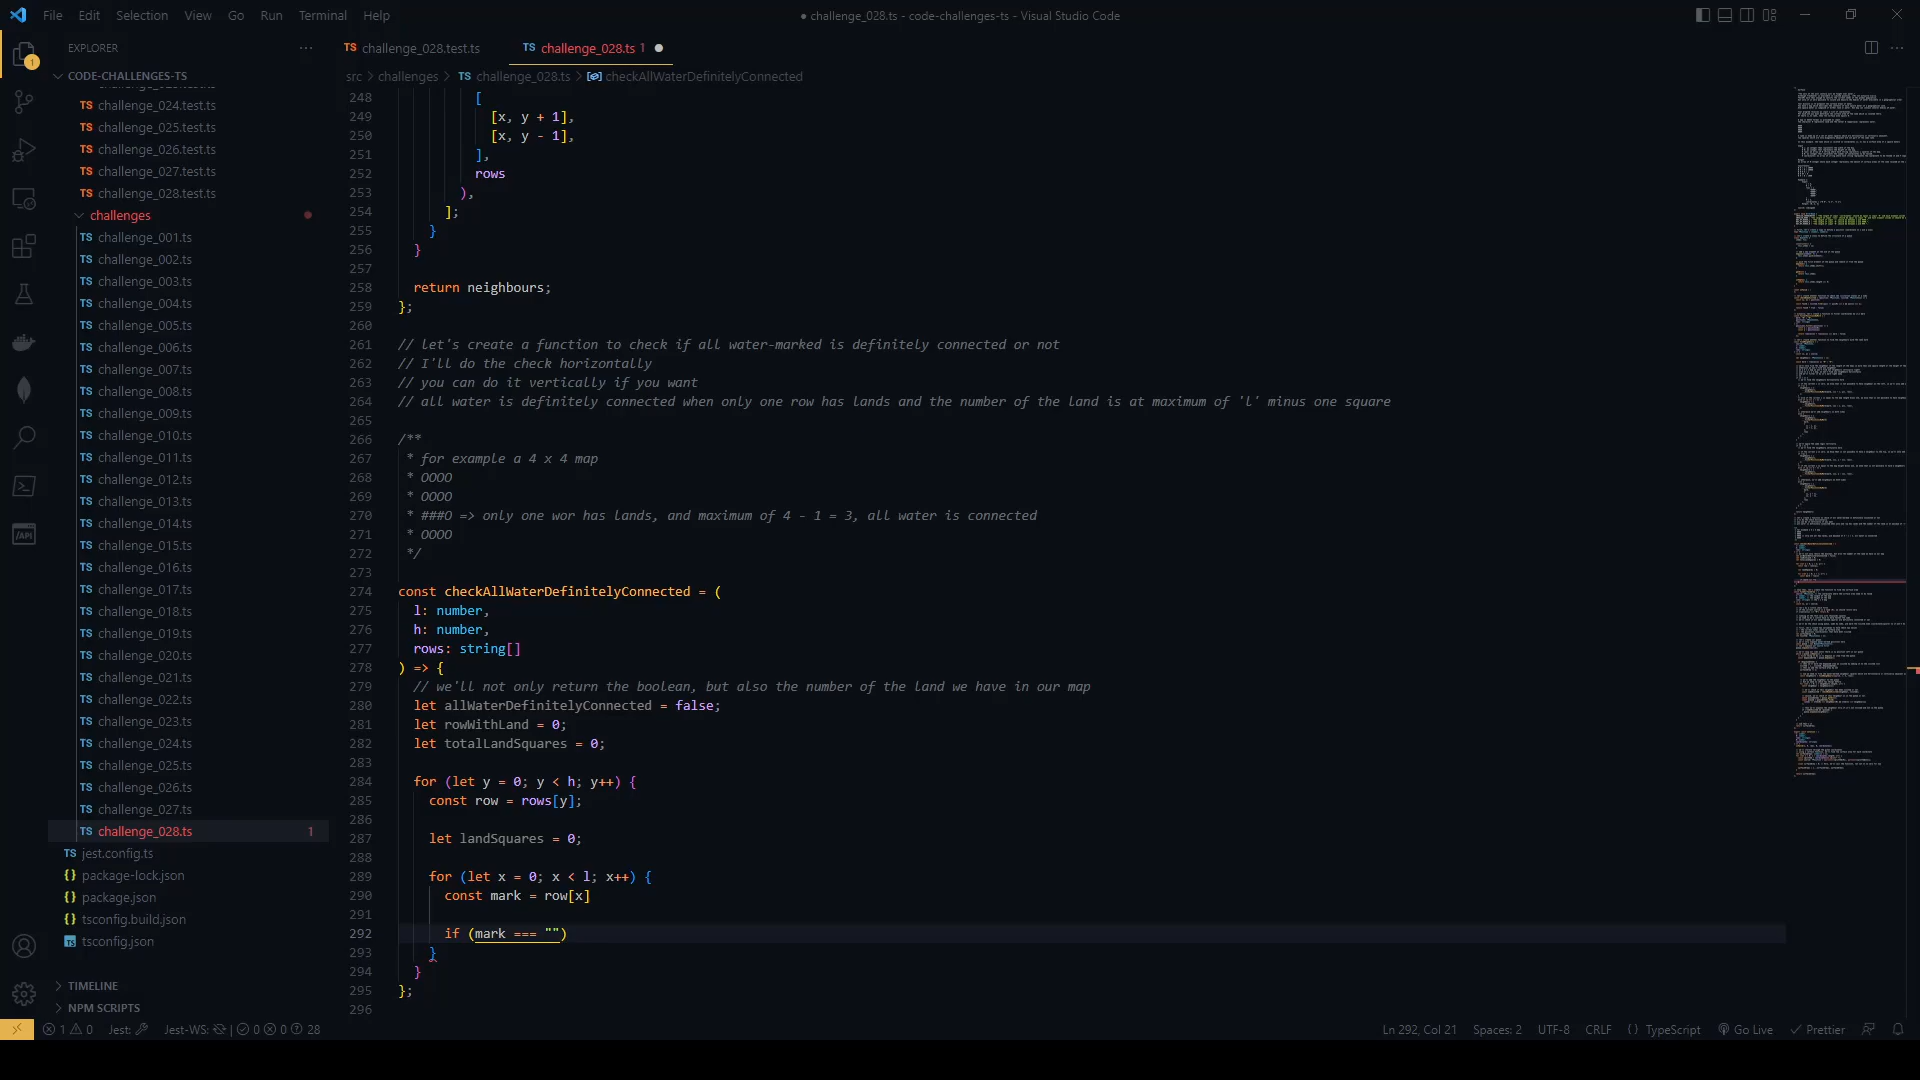 File Edit Selection View Go Run Terminal Help
● challenge_028.ts - code-challenges-ts - Visual Studio Code
EXPLORER
TS challenge_028.test.ts
TS challenge_028.ts 1
CODE-CHALLENGES-TS
src > challenges > TS challenge_028.ts > checkAllWaterDefinitelyConnected
TS challenge_024.test.ts
TS challenge_025.test.ts
TS challenge_026.test.ts
TS challenge_027.test.ts
TS challenge_028.test.ts
challenges
TS challenge_001.ts
TS challenge_002.ts
TS challenge_003.ts
TS challenge_004.ts
TS challenge_005.ts
TS challenge_006.ts
TS challenge_007.ts
TS challenge_008.ts
TS challenge_009.ts
TS challenge_010.ts
TS challenge_011.ts
TS challenge_012.ts
TS challenge_013.ts
TS challenge_014.ts
TS challenge_015.ts
TS challenge_016.ts
TS challenge_017.ts
TS challenge_018.ts
TS challenge_019.ts
TS challenge_020.ts
TS challenge_021.ts
TS challenge_022.ts
TS challenge_023.ts
TS challenge_024.ts
TS challenge_025.ts
TS challenge_026.ts
TS challenge_027.ts
TS challenge_028.ts 1
TS jest.config.ts
{} package-lock.json
{} package.json
{} tsconfig.build.json
tsconfig.json
TIMELINE
NPM SCRIPTS
248 [
249 [x, y + 1],
250 [x, y - 1],
251 ],
252 rows
253 ),
254 ];
255 }
256 }
257
258 return neighbours;
259 };
260
261 // let's create a function to check if all water-marked is definitely connected or not
262 // I'll do the check horizontally
263 // you can do it vertically if you want
264 // all water is definitely connected when only one row has lands and the number of the land is at maximum of 'l' minus one square
265
266 /**
267 * for example a 4 x 4 map
268 * OOOO
269 * OOOO
270 * ###O => only one wor has lands, and maximum of 4 - 1 = 3, all water is connected
271 * OOOO
272 */
273
274 const checkAllWaterDefinitelyConnected = (
275 l: number,
276 h: number,
277 rows: string[]
278 ) => {
279 // we'll not only return the boolean, but also the number of the land we have in our map
280 let allWaterDefinitelyConnected = false;
281 let rowWithLand = 0;
282 let totalLandSquares = 0;
283
284 for (let y = 0; y < h; y++) {
285 const row = rows[y];
286
287 let landSquares = 0;
288
289 for (let x = 0; x < l; x++) {
290 const mark = row[x]
291
292 if (mark === "")
293 }
294 }
295 };
296
1 0 Jest: Jest-WS: | 0 0 28
Ln 292, Col 21 Spaces: 2 UTF-8 CRLF {} TypeScript Go Live Prettier